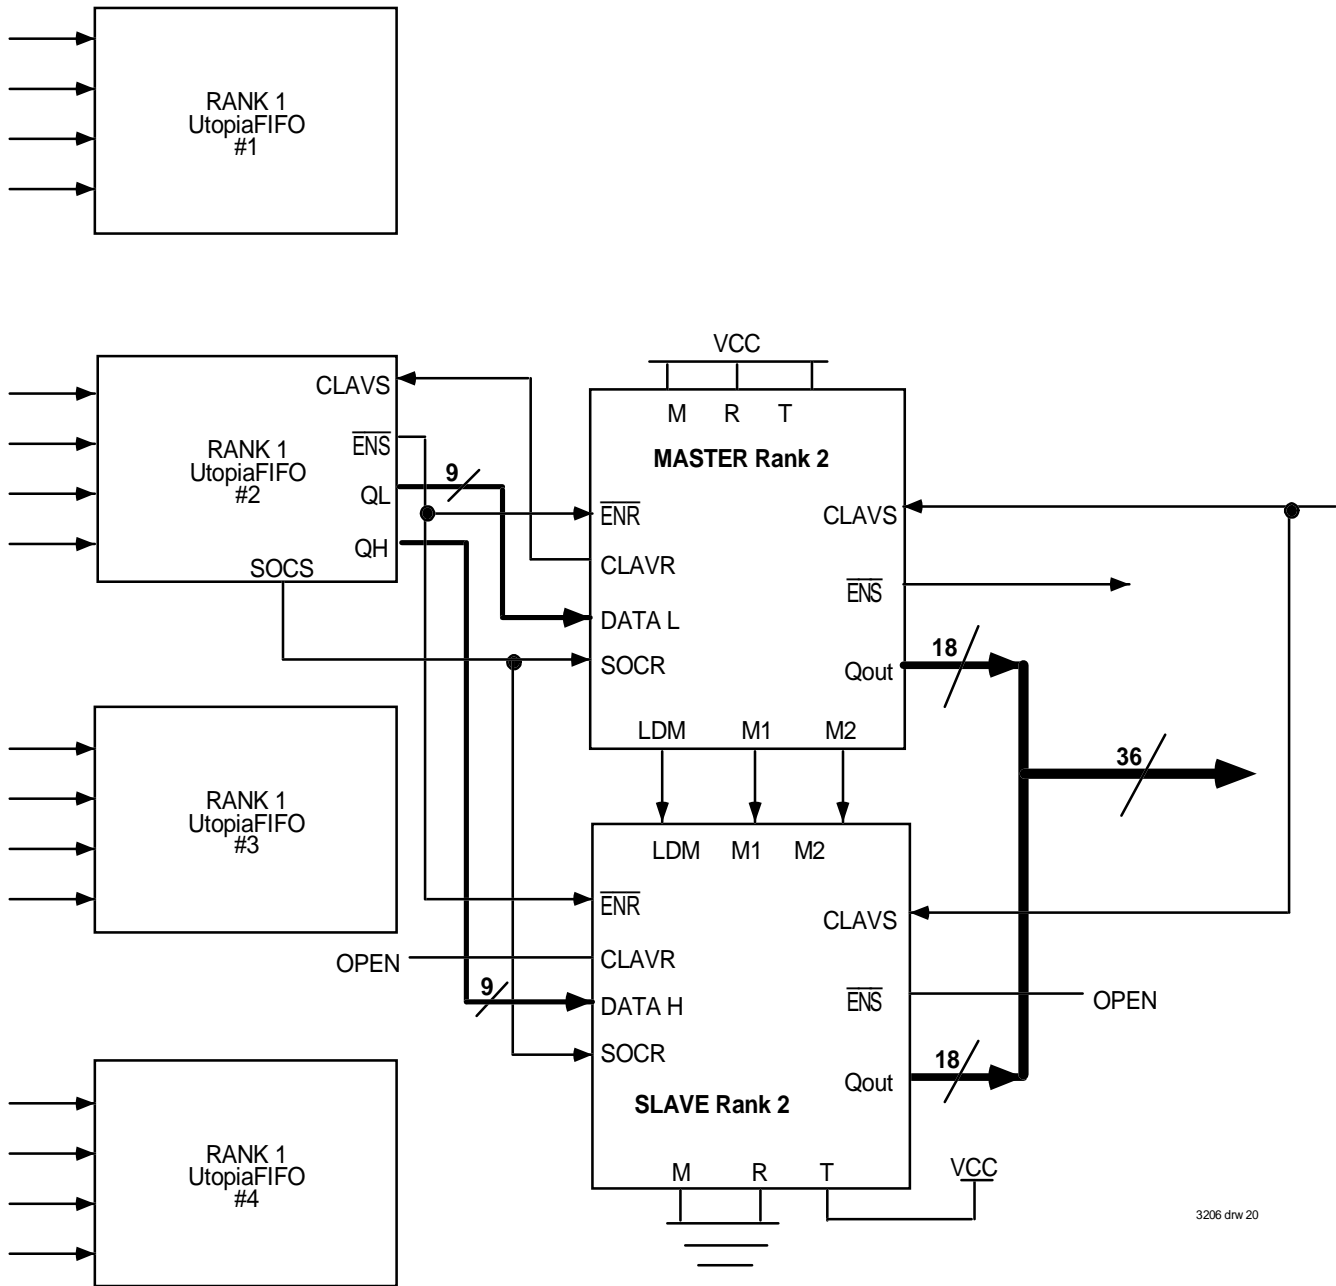 RANK 1
UtopiaFIFO
#1
VCC
CLAVS
M R T
RANK 1
UtopiaFIFO
#2
ENS
MASTER Rank 2
9
QL
ENR
CLAVS
QH
SOCS
CLAVR
ENS
DATA L
SOCR
18
Qout
LDM M1 M2
36
RANK 1
UtopiaFIFO
#3
LDM M1 M2
ENR
CLAVS
OPEN
CLAVR
9
DATA H
ENS
OPEN
SOCR
18
Qout
SLAVE Rank 2
RANK 1
UtopiaFIFO
#4
M R T
VCC
3206 drw 20